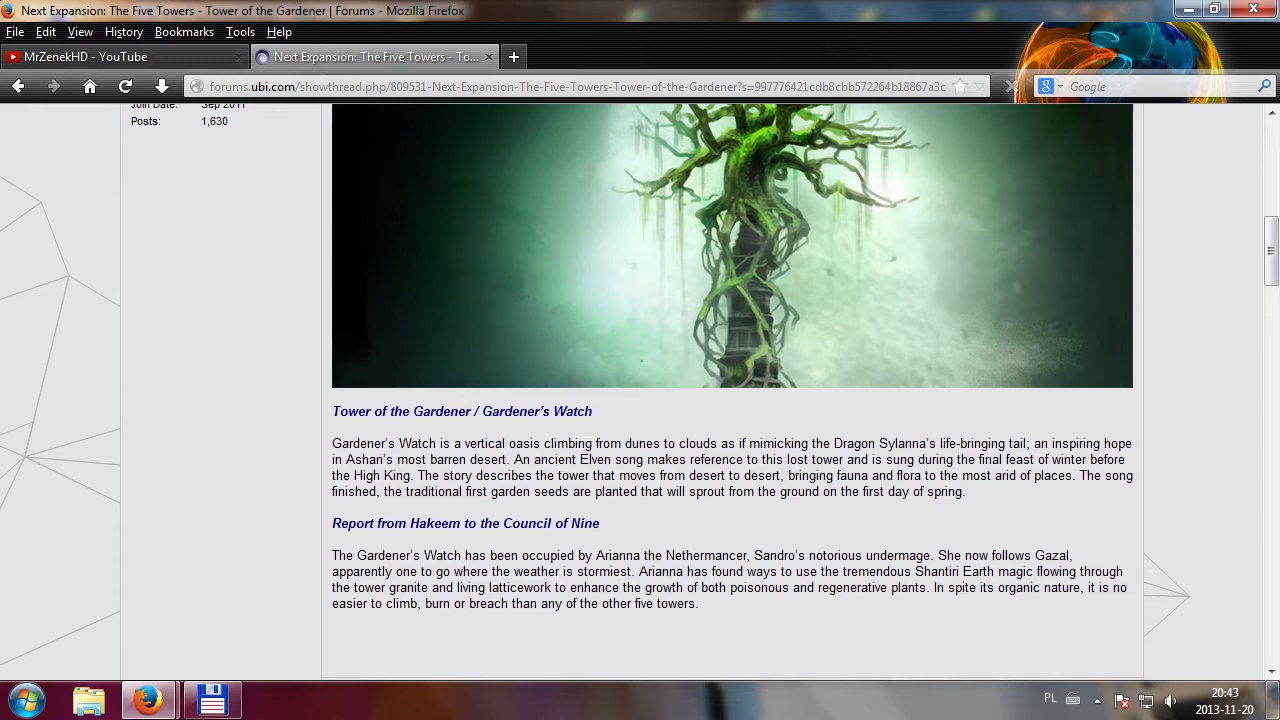 Next Expansion: The Five Towers - Tower of the Gardener | Forums - Mozilla Firefox
File Edit View History Bookmarks Tools Help
MrZenekHD - YouTube
Next Expansion: The Five Towers - To...
forums.ubi.com/showthread.php/809531-Next-Expansion-The-Five-Towers-Tower-of-the-Gardener?s=997776421cdb8cbb572264b18867a3c
Google
Join Date: Sep 2011
Posts: 1,630
Tower of the Gardener / Gardener's Watch
Gardener's Watch is a vertical oasis climbing from dunes to clouds as if mimicking the Dragon Sylanna's life-bringing tail; an inspiring hope
in Ashan's most barren desert. An ancient Elven song makes reference to this lost tower and is sung during the final feast of winter before
the High King. The story describes the tower that moves from desert to desert, bringing fauna and flora to the most arid of places. The song
finished, the traditional first garden seeds are planted that will sprout from the ground on the first day of spring.
Report from Hakeem to the Council of Nine
The Gardener's Watch has been occupied by Arianna the Nethermancer, Sandro's notorious undermage. She now follows Gazal,
apparently one to go where the weather is stormiest. Arianna has found ways to use the tremendous Shantiri Earth magic flowing through
the tower granite and living latticework to enhance the growth of both poisonous and regenerative plants. In spite its organic nature, it is no
easier to climb, burn or breach than any of the other five towers.
PL
20:43
2013-11-20